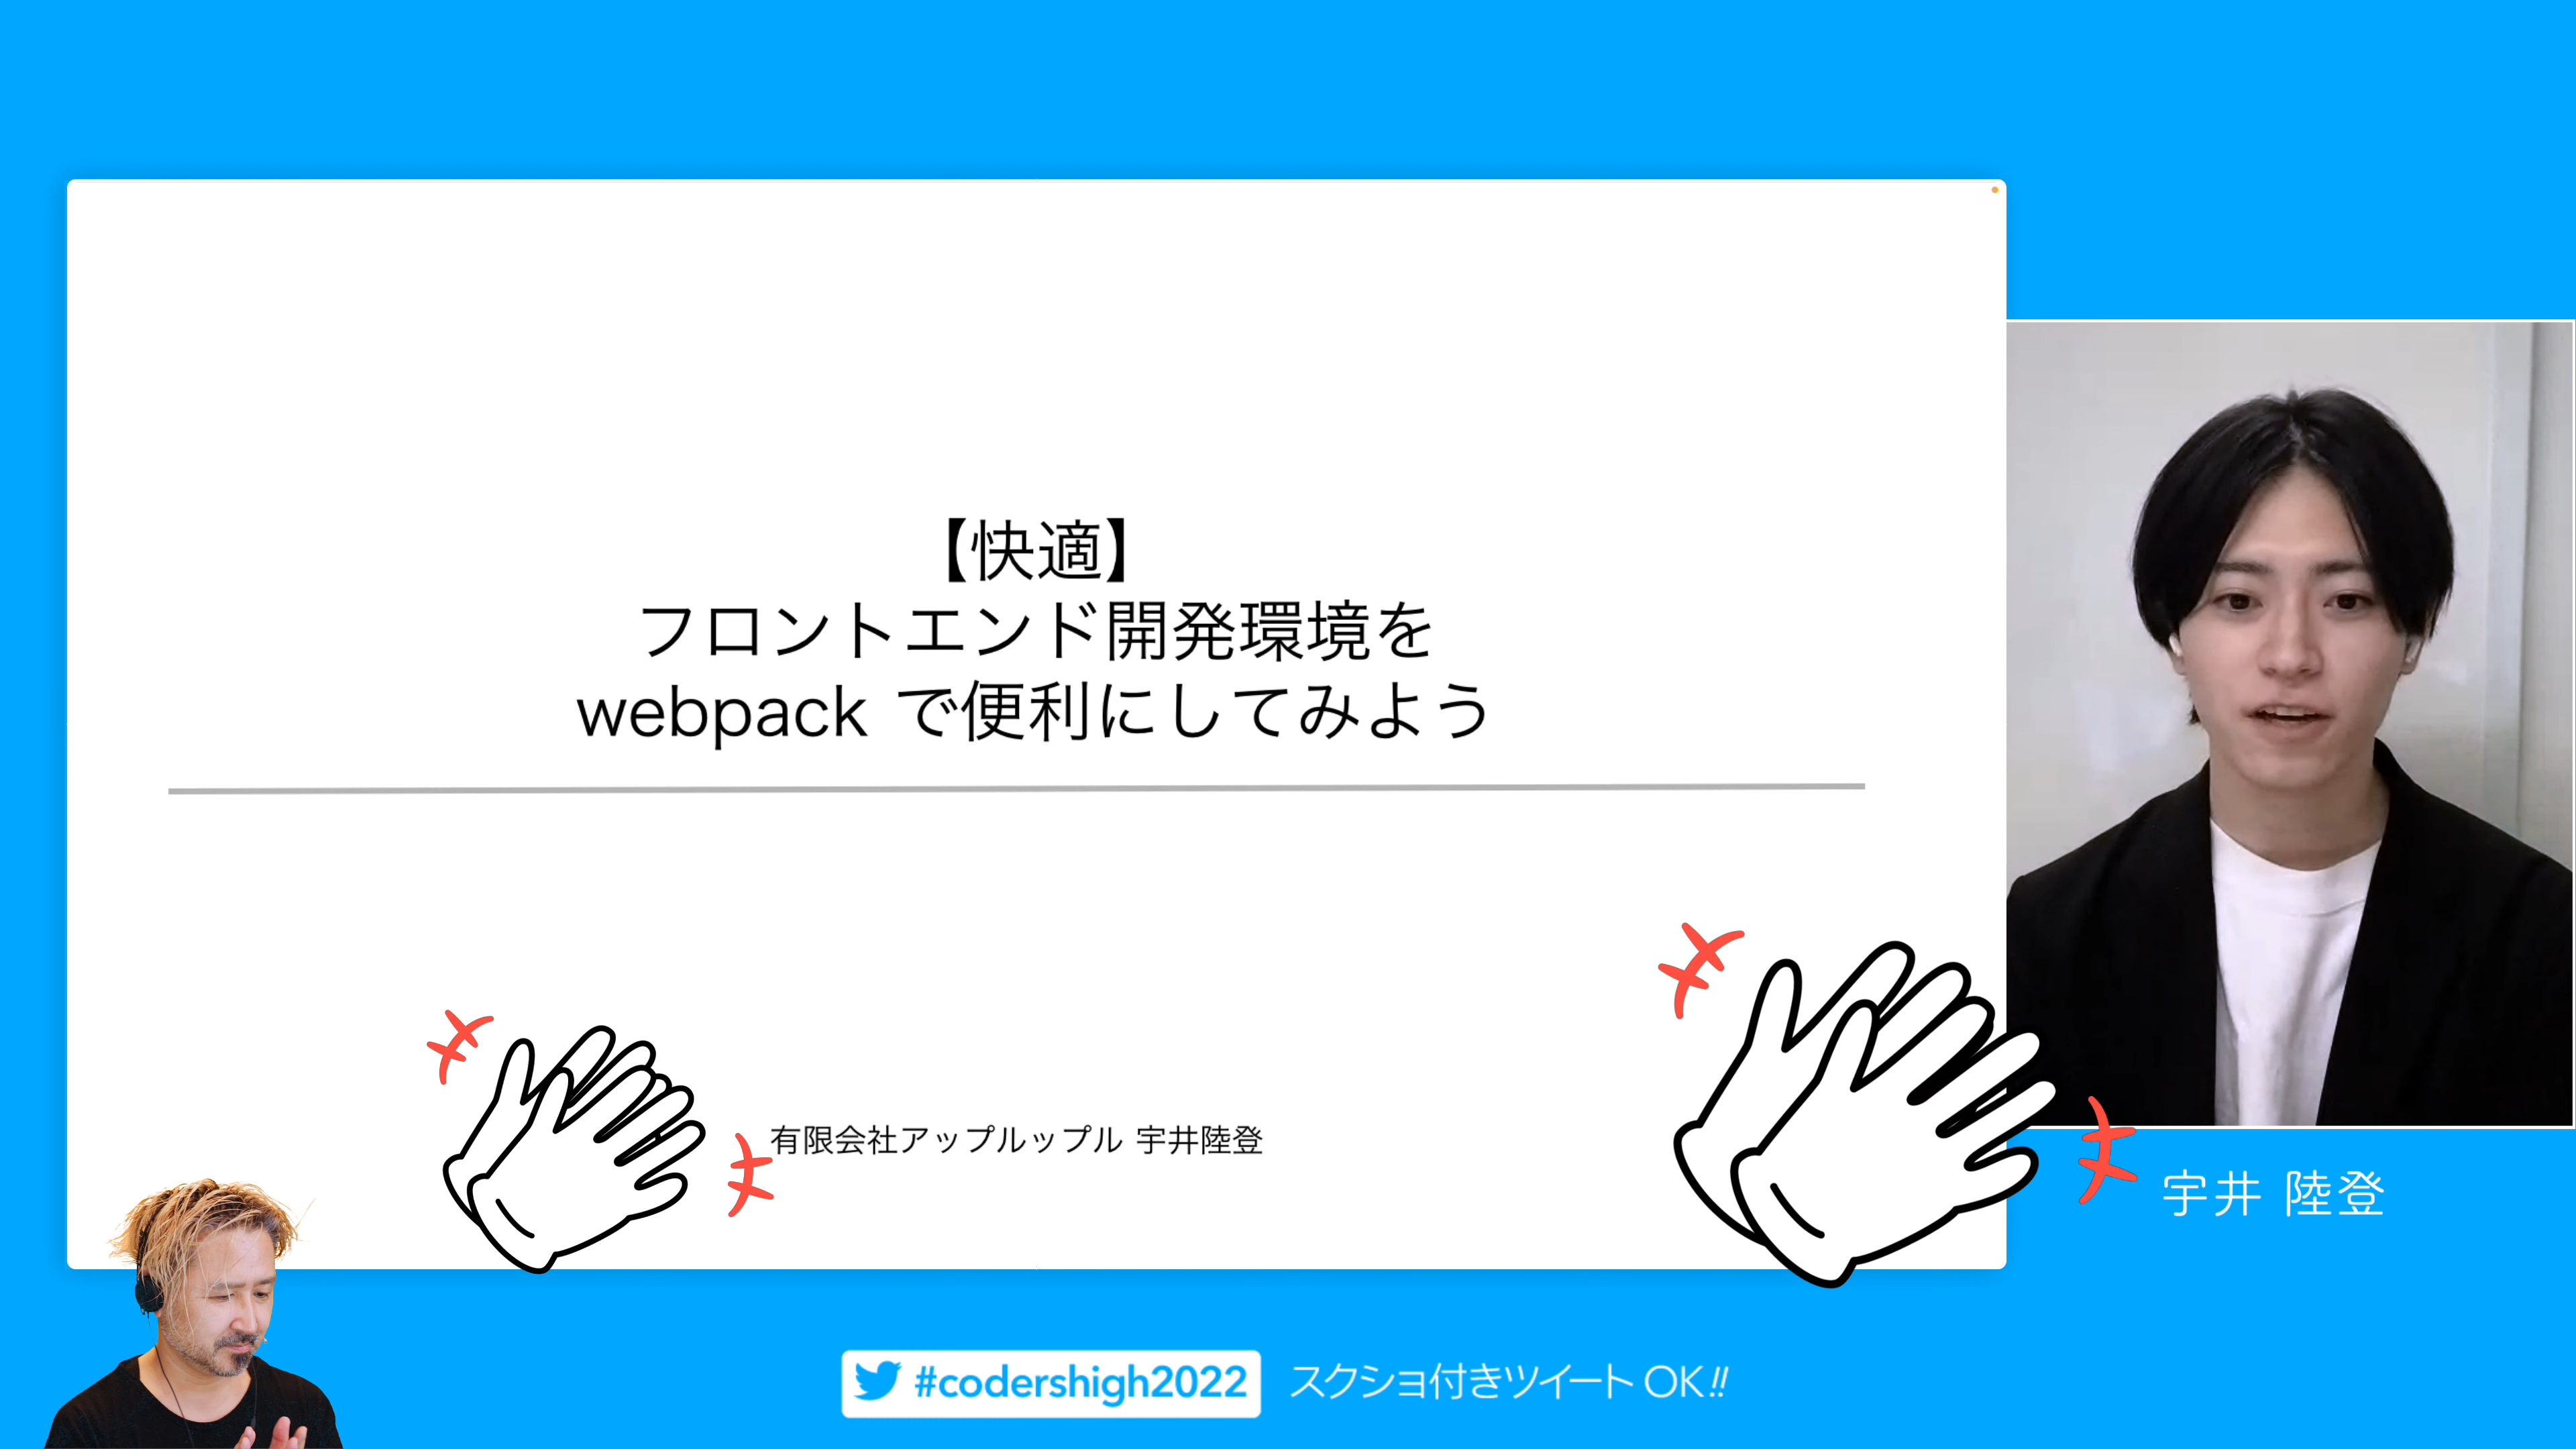 【快適】
フロントエンド開発環境を
webpack で便利にしてみよう
有限会社アップルップル 宇井陸登
宇井 陸登
#codershigh2022 スクショ付きツイート OK!!